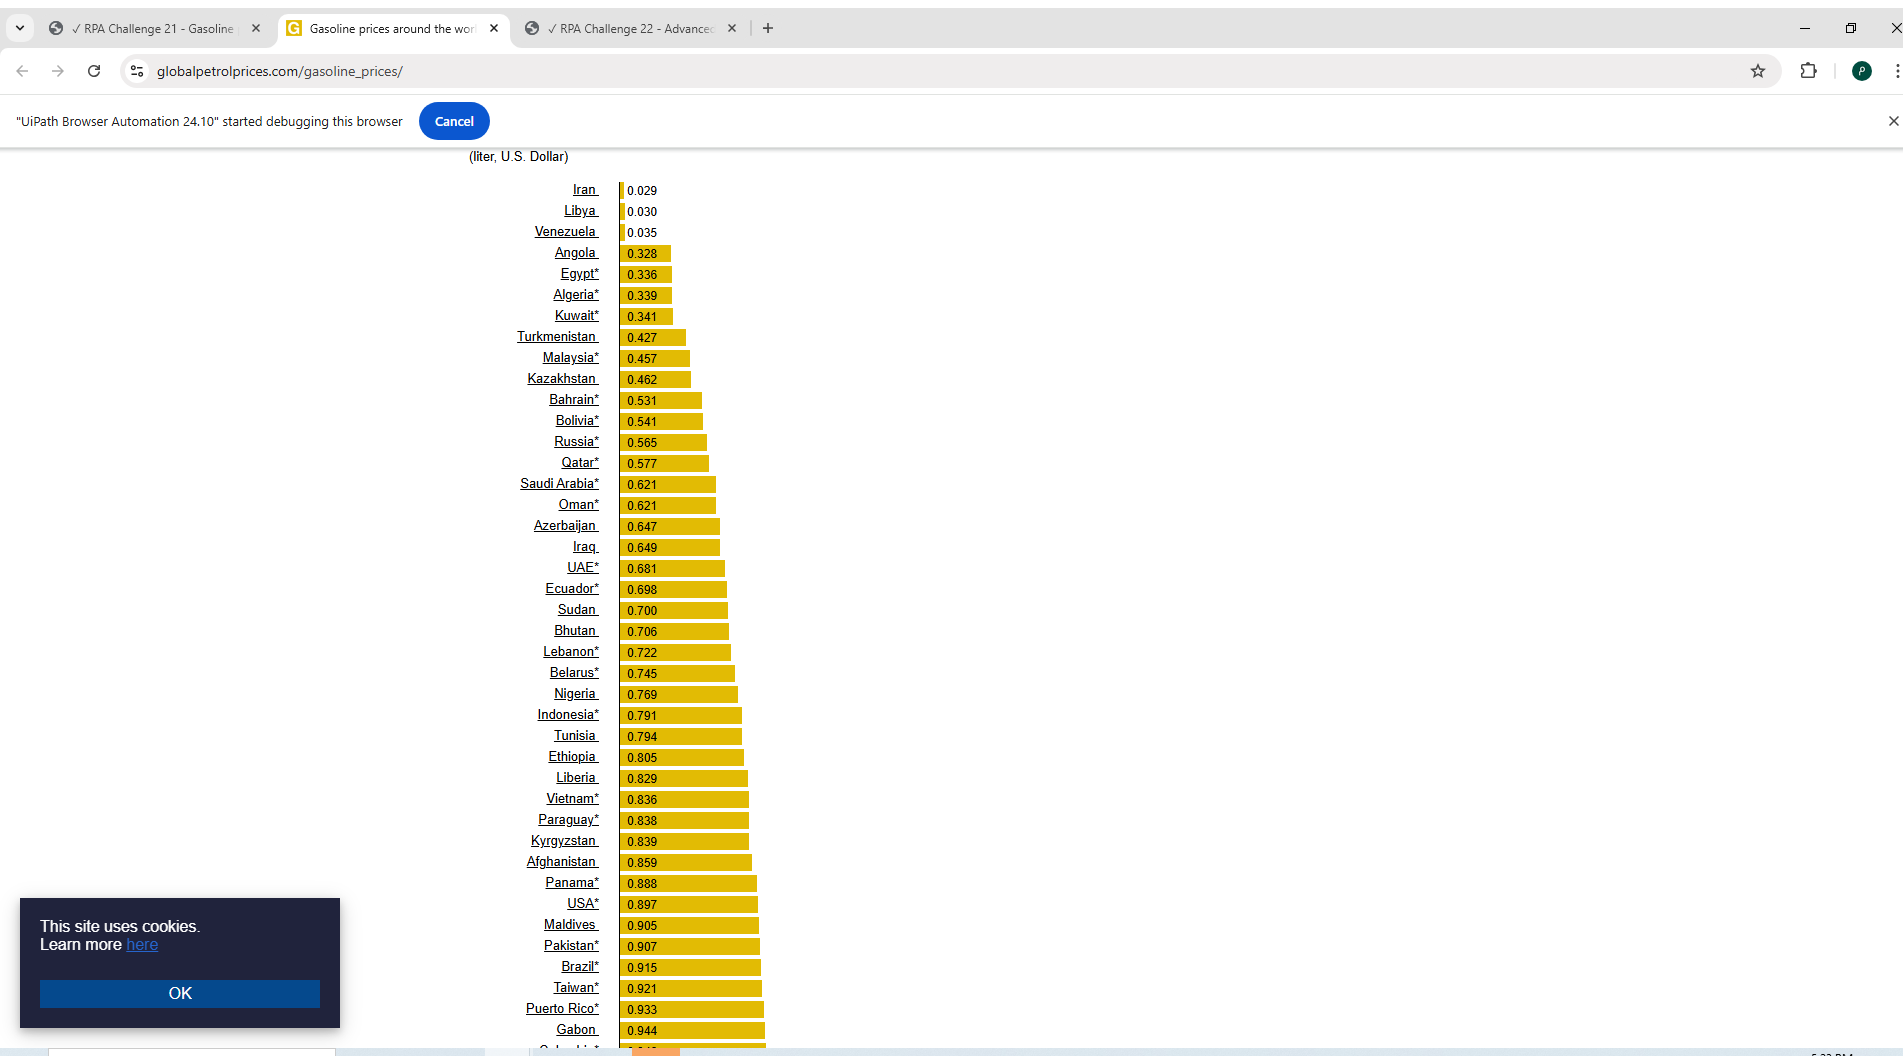 ✓ RPA Challenge 21 - Gasoline
Gasoline prices around the wor
✓ RPA Challenge 22 - Advanced
globalpetrolprices.com/gasoline_prices/
P
"UiPath Browser Automation 24.10" started debugging this browser
Cancel
(liter, U.S. Dollar)
Iran 0.029
Libya 0.030
Venezuela 0.035
Angola 0.328
Egypt* 0.336
Algeria* 0.339
Kuwait* 0.341
Turkmenistan 0.427
Malaysia* 0.457
Kazakhstan 0.462
Bahrain* 0.531
Bolivia* 0.541
Russia* 0.565
Qatar* 0.577
Saudi Arabia* 0.621
Oman* 0.621
Azerbaijan 0.647
Iraq 0.649
UAE* 0.681
Ecuador* 0.698
Sudan 0.700
Bhutan 0.706
Lebanon* 0.722
Belarus* 0.745
Nigeria 0.769
Indonesia* 0.791
Tunisia 0.794
Ethiopia 0.805
Liberia 0.829
Vietnam* 0.836
Paraguay* 0.838
Kyrgyzstan 0.839
Afghanistan 0.859
Panama* 0.888
USA* 0.897
Maldives 0.905
Pakistan* 0.907
Brazil* 0.915
Taiwan* 0.921
Puerto Rico* 0.933
Gabon 0.944
This site uses cookies.
Learn more here
OK